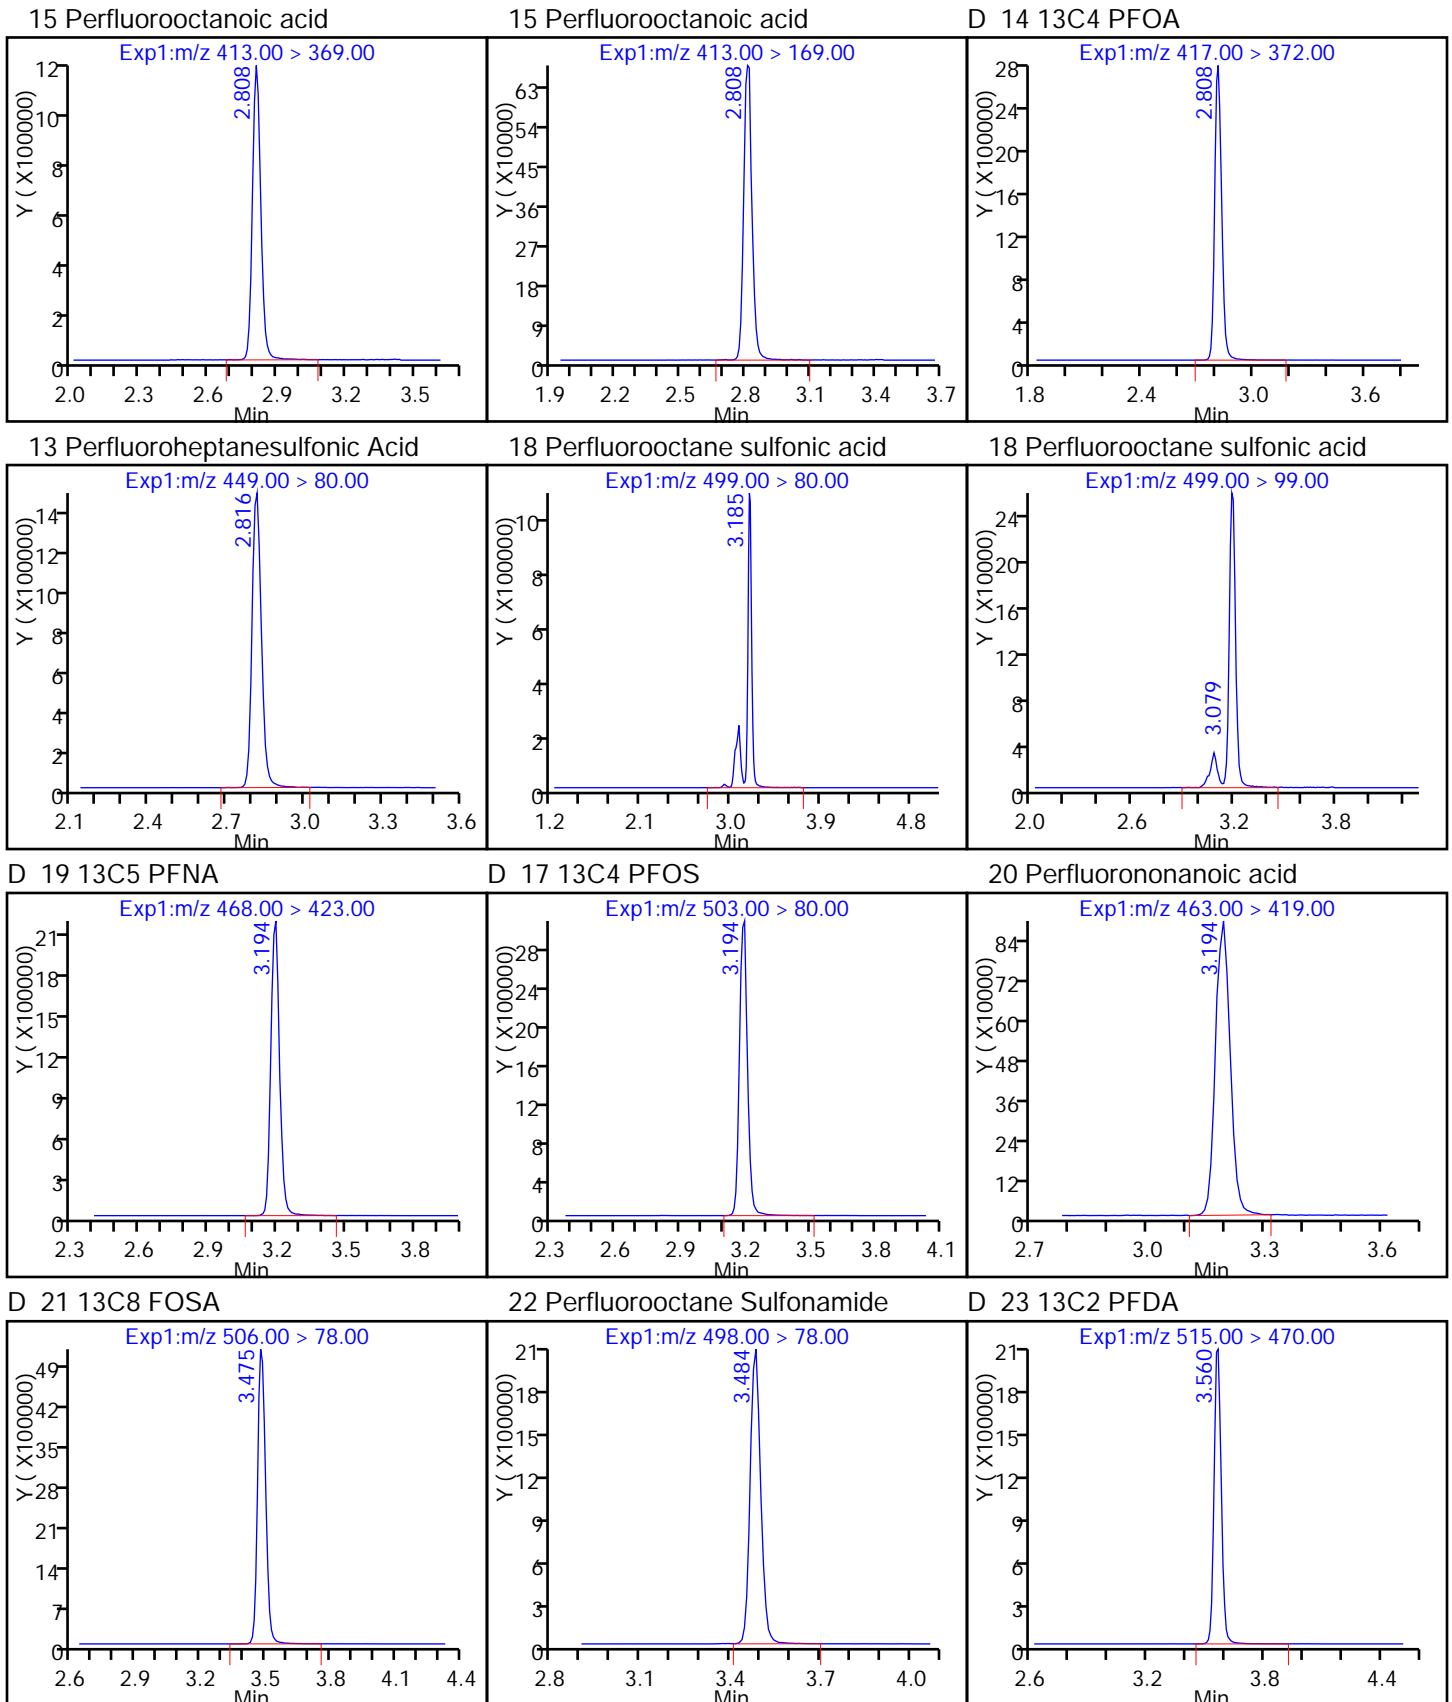 15 Perfluorooctanoic acid
Exp1:m/z 413.00 > 369.00
2.808
Y ( X100000)
12
10
8
6
4
2
0
2.0 2.3 2.6 2.9 3.2 3.5
Min
15 Perfluorooctanoic acid
Exp1:m/z 413.00 > 169.00
2.808
Y ( X10000)
63
54
45
36
27
18
9
0
1.9 2.2 2.5 2.8 3.1 3.4 3.7
Min
D 14 13C4 PFOA
Exp1:m/z 417.00 > 372.00
2.808
Y ( X100000)
28
24
20
16
12
8
4
0
1.8 2.4 3.0 3.6
Min
13 Perfluoroheptanesulfonic Acid
Exp1:m/z 449.00 > 80.00
2.816
Y ( X100000)
14
12
10
8
6
4
2
0
2.1 2.4 2.7 3.0 3.3 3.6
Min
18 Perfluorooctane sulfonic acid
Exp1:m/z 499.00 > 80.00
3.185
Y ( X100000)
10
8
6
4
2
0
1.2 2.1 3.0 3.9 4.8
Min
18 Perfluorooctane sulfonic acid
Exp1:m/z 499.00 > 99.00
3.079
Y ( X10000)
24
20
16
12
8
4
0
2.0 2.6 3.2 3.8
Min
D 19 13C5 PFNA
Exp1:m/z 468.00 > 423.00
3.194
Y ( X100000)
21
18
15
12
9
6
3
0
2.3 2.6 2.9 3.2 3.5 3.8
Min
D 17 13C4 PFOS
Exp1:m/z 503.00 > 80.00
3.194
Y ( X100000)
28
24
20
16
12
8
4
0
2.3 2.6 2.9 3.2 3.5 3.8 4.1
Min
20 Perfluorononanoic acid
Exp1:m/z 463.00 > 419.00
3.194
Y ( X10000)
84
72
60
48
36
24
12
0
2.7 3.0 3.3 3.6
Min
D 21 13C8 FOSA
Exp1:m/z 506.00 > 78.00
3.475
Y ( X100000)
49
42
35
28
21
14
7
0
2.6 2.9 3.2 3.5 3.8 4.1 4.4
Min
22 Perfluorooctane Sulfonamide
Exp1:m/z 498.00 > 78.00
3.484
Y ( X100000)
21
18
15
12
9
6
3
0
2.8 3.1 3.4 3.7 4.0
Min
D 23 13C2 PFDA
Exp1:m/z 515.00 > 470.00
3.560
Y ( X100000)
21
18
15
12
9
6
3
0
2.6 3.2 3.8 4.4
Min